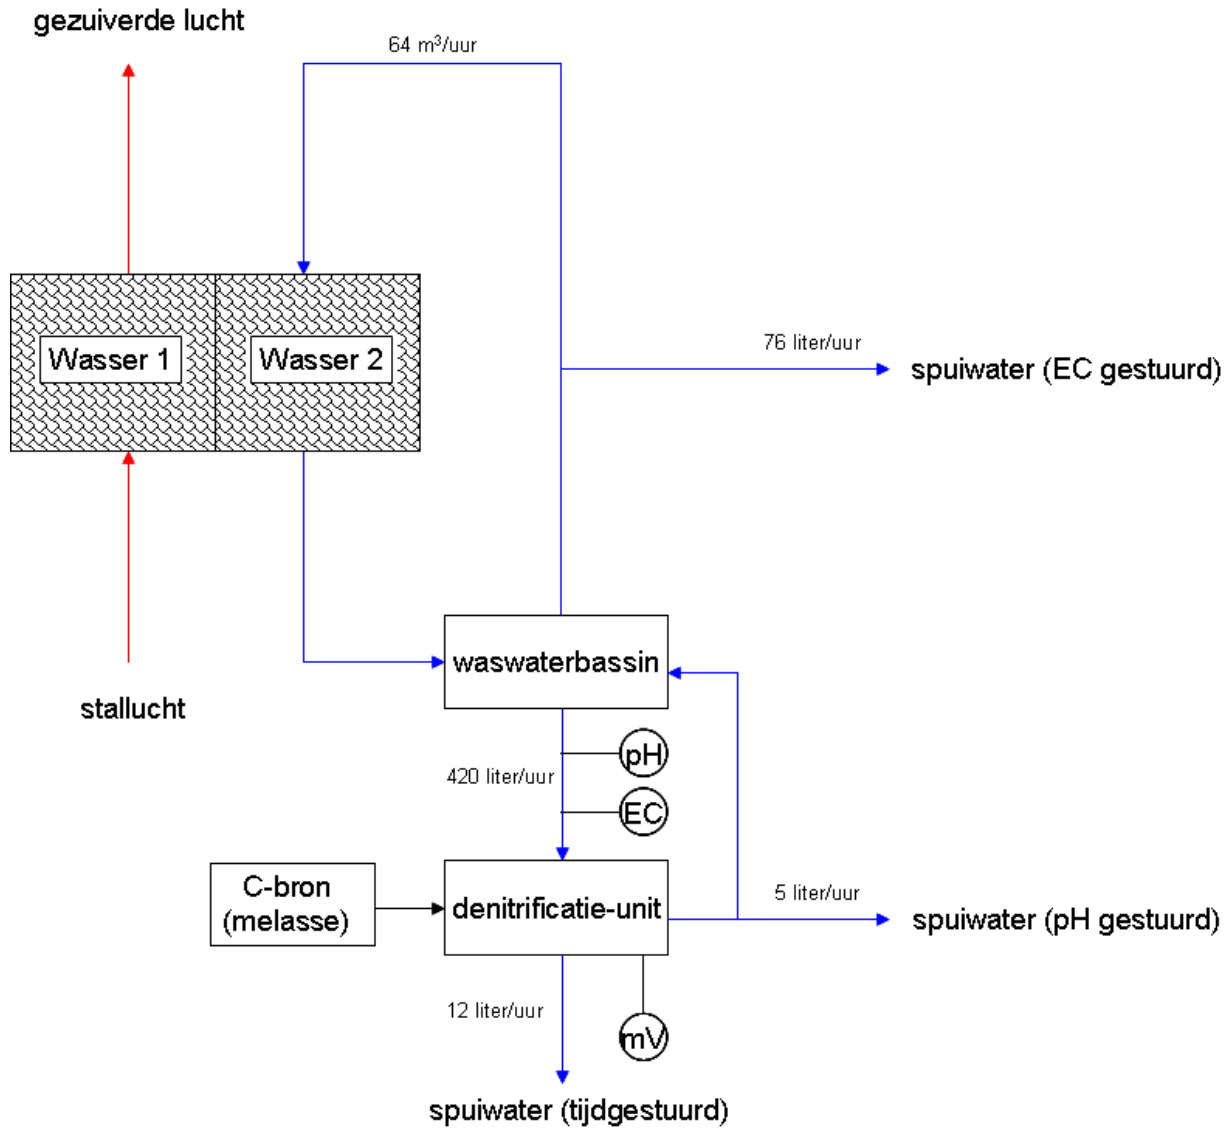 gezuiverde lucht
64 m³/uur
Wasser 1
Wasser 2
76 liter/uur
spuiwater (EC gestuurd)
waswaterbassin
stallucht
pH
420 liter/uur
EC
C-bron
(melasse)
denitrificatie-unit
5 liter/uur
spuiwater (pH gestuurd)
12 liter/uur
mV
spuiwater (tijdgestuurd)